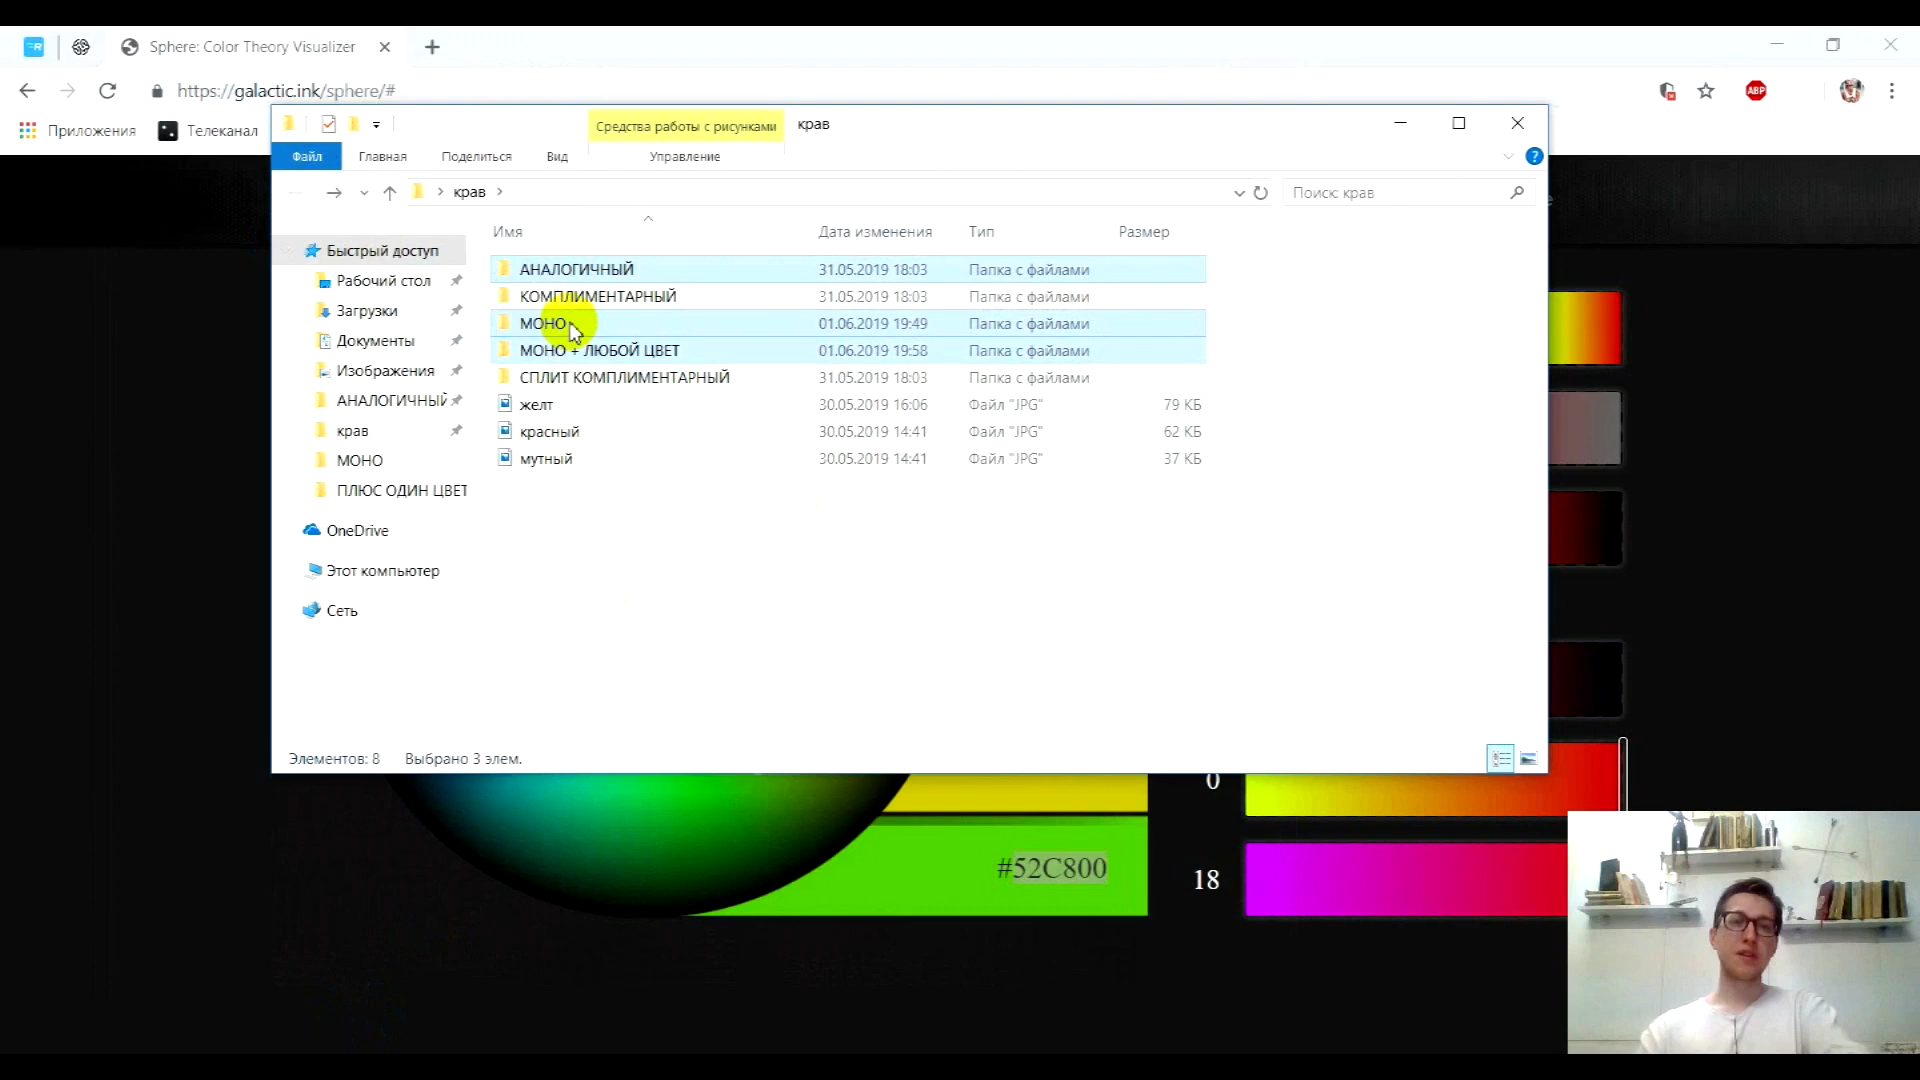 Sphere: Color Theory Visualizer
https://galactic.ink/sphere/#
ABP
Приложения
Телеканал
Средства работы с рисунками
крав
Файл
Главная
Поделиться
Вид
Управление
крав
Поиск: крав
Имя
Дата изменения
Тип
Размер
Быстрый доступ
Рабочий стол
Загрузки
Документы
Изображения
АНАЛОГИЧНЫЙ
крав
МОНО
ПЛЮС ОДИН ЦВЕТ
OneDrive
Этот компьютер
Сеть
АНАЛОГИЧНЫЙ 31.05.2019 18:03 Папка с файлами
КОМПЛИМЕНТАРНЫЙ 31.05.2019 18:03 Папка с файлами
МОНО 01.06.2019 19:49 Папка с файлами
МОНО + ЛЮБОЙ ЦВЕТ 01.06.2019 19:58 Папка с файлами
СПЛИТ КОМПЛИМЕНТАРНЫЙ 31.05.2019 18:03 Папка с файлами
желт 30.05.2019 16:06 Файл "JPG" 79 КБ
красный 30.05.2019 14:41 Файл "JPG" 62 КБ
мутный 30.05.2019 14:41 Файл "JPG" 37 КБ
Элементов: 8 Выбрано 3 элем.
0
#52C800
18